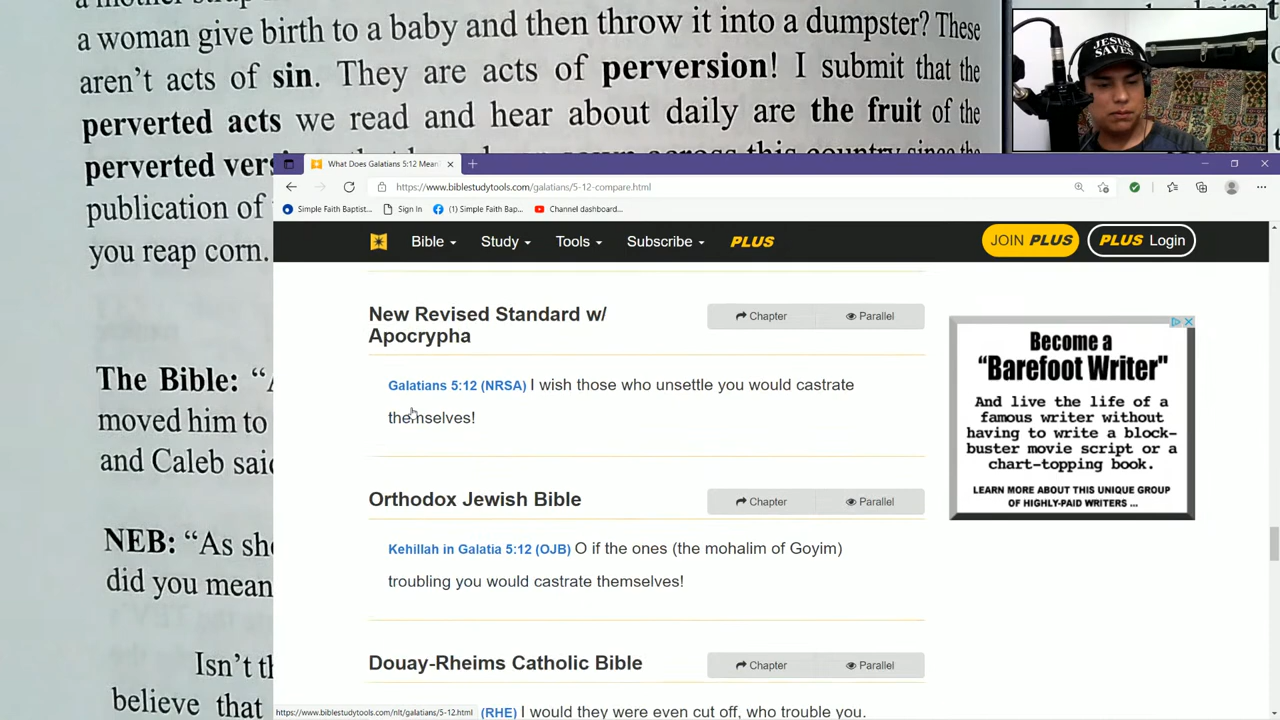 a woman give birth to a baby and then throw it into a dumpster? These
aren't acts of sin. They are acts of perversion! I submit that the
perverted acts we read and hear about daily are the fruit of the
perverted
publication of
you reap corn.
The Bible:
moved him to
and Caleb said
NEB: "As she
did you mean
Isn't
believe that
JESUS
SAVES
What Does Galatians 5:12 Mean
https://www.biblestudytools.com/galatians/5-12-compare.html
Simple Faith Baptist... Sign In (1) Simple Faith Bap... Channel dashboard...
Bible Study Tools Subscribe PLUS JOIN PLUS PLUS Login
New Revised Standard w/
Apocrypha
Chapter Parallel
Galatians 5:12 (NRSA) I wish those who unsettle you would castrate
themselves!
Orthodox Jewish Bible
Chapter Parallel
Kehillah in Galatia 5:12 (OJB) O if the ones (the mohalim of Goyim)
troubling you would castrate themselves!
Douay-Rheims Catholic Bible
Chapter Parallel
(RHE) I would they were even cut off, who trouble you.
https://www.biblestudytools.com/nlt/galatians/5-12.html
Become a
"Barefoot Writer"
And live the life of a
famous writer without
having to write a block-
buster movie script or a
chart-topping book.
LEARN MORE ABOUT THIS UNIQUE GROUP
OF HIGHLY-PAID WRITERS ...